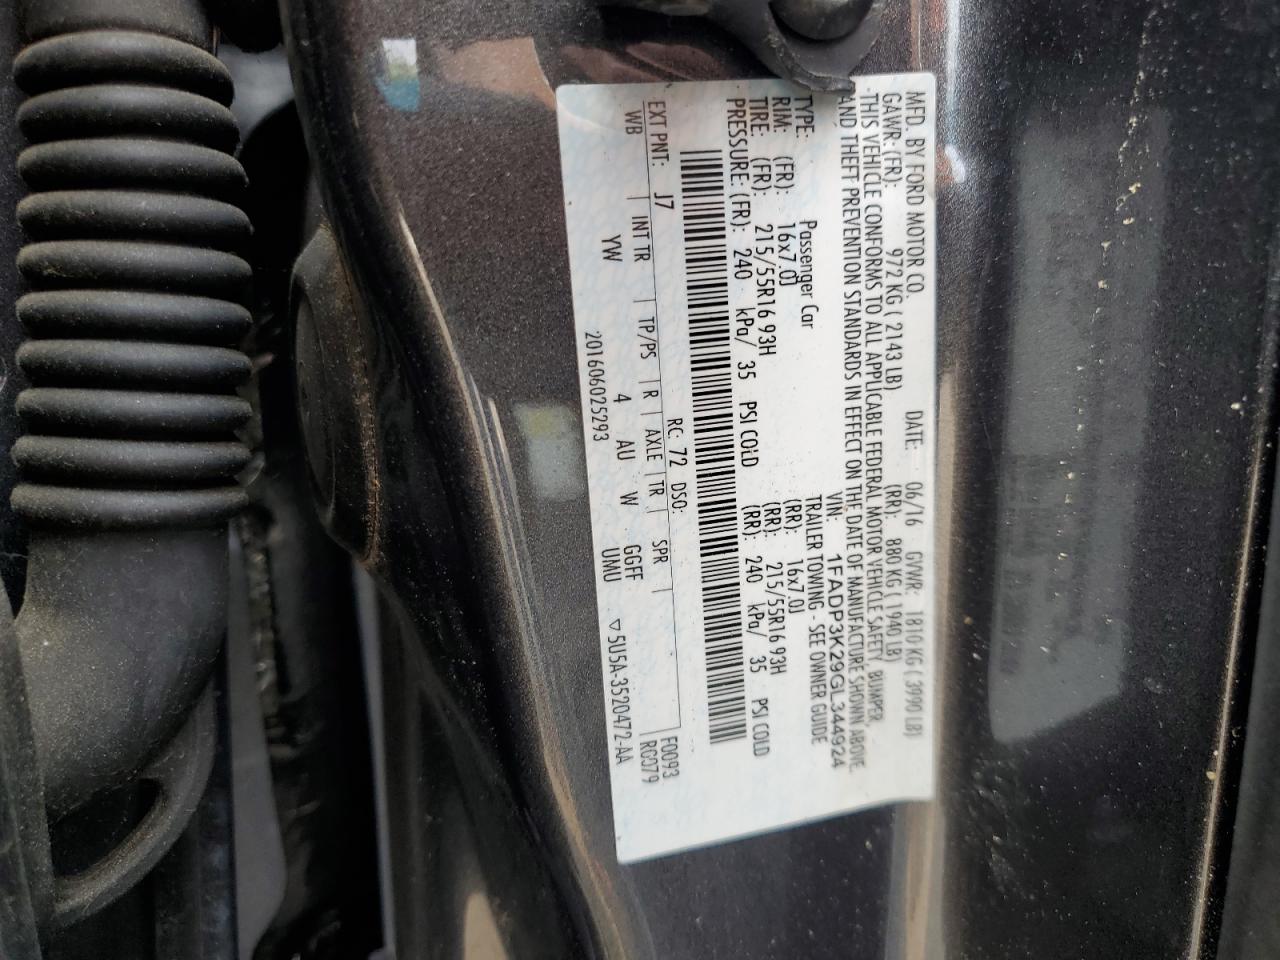 MFD. BY FORD MOTOR CO. DATE: 06/16 GVWR: 1810 KG ( 3990 LB)
GAWR: (FR): 972 KG ( 2143 LB) (RR): 880 KG ( 1940 LB)
THIS VEHICLE CONFORMS TO ALL APPLICABLE FEDERAL MOTOR VEHICLE SAFETY, BUMPER,
AND THEFT PREVENTION STANDARDS IN EFFECT ON THE DATE OF MANUFACTURE SHOWN ABOVE.
VIN: 1FADP3K29GL344924
TYPE: Passenger Car TRAILER TOWING - SEE OWNER GUIDE
RIM: (FR): 16x7.0J (RR): 16x7.0J
TIRE: (FR): 215/55R16 93H (RR): 215/55R16 93H
PRESSURE: (FR): 240 kPa/ 35 PSI COLD (RR): 240 kPa/ 35 PSI COLD
RC: 72 DSO: F0093
EXT PNT: J7 R0079
WB INT TR TP/PS R AXLE TR SPR
YW 4 AU W GGFF
UMU
201606025293 ▽5U5A-3520472-AA